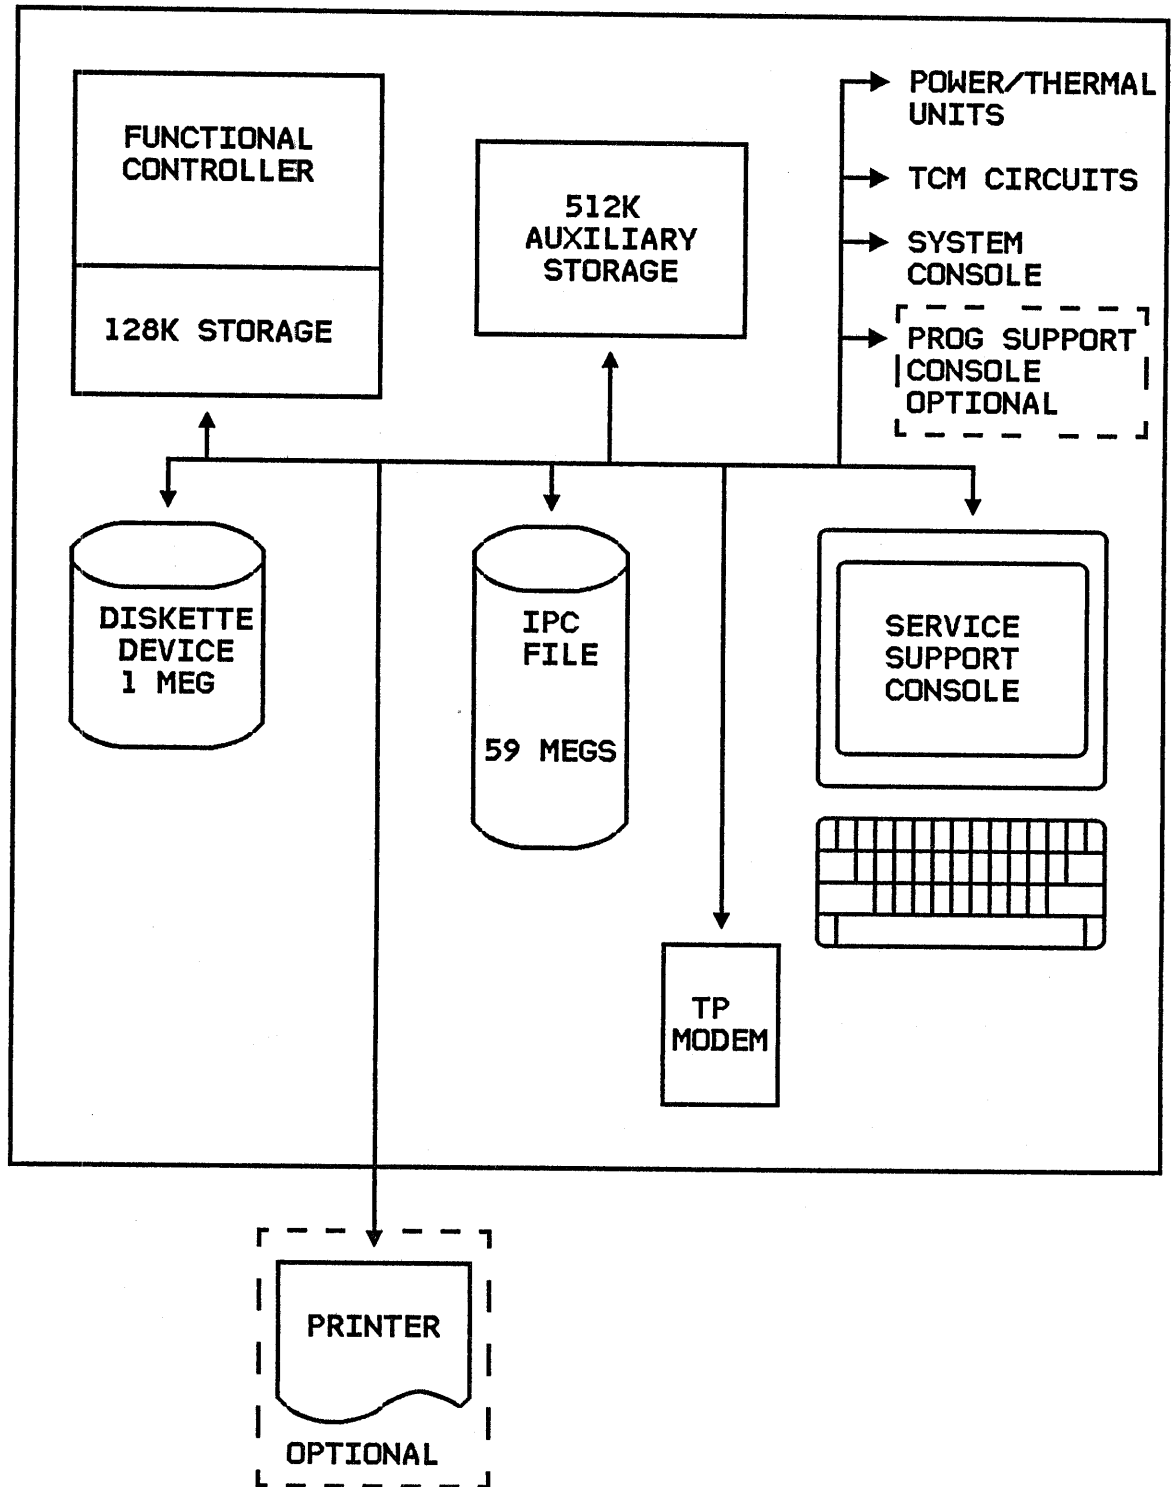 FUNCTIONAL
CONTROLLER
128K STORAGE
512K
AUXILIARY
STORAGE
POWER/THERMAL
UNITS
TCM CIRCUITS
SYSTEM
CONSOLE
PROG SUPPORT
CONSOLE
OPTIONAL
DISKETTE
DEVICE
1 MEG
IPC
FILE
59 MEGS
SERVICE
SUPPORT
CONSOLE
TP
MODEM
PRINTER
OPTIONAL